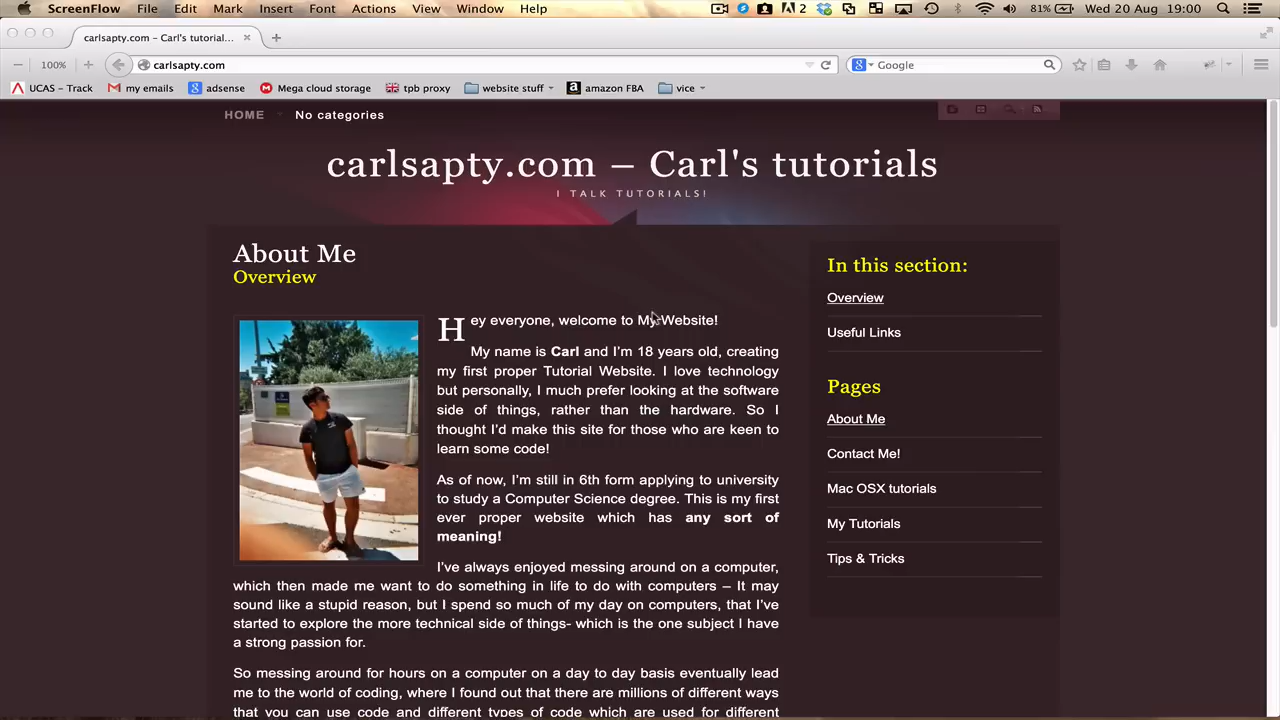 ScreenFlow File Edit Mark Insert Font Actions View Window Help 2 81% Wed 20 Aug 19:00
carlsapty.com – Carl's tutorial...
100% carlsapty.com Google
UCAS - Track my emails adsense Mega cloud storage tpb proxy website stuff amazon FBA vice
HOME No categories
carlsapty.com – Carl's tutorials
I TALK TUTORIALS!
About Me
Overview
Hey everyone, welcome to My Website!
My name is Carl and I'm 18 years old, creating
my first proper Tutorial Website. I love technology
but personally, I much prefer looking at the software
side of things, rather than the hardware. So I
thought I'd make this site for those who are keen to
learn some code!
As of now, I'm still in 6th form applying to university
to study a Computer Science degree. This is my first
ever proper website which has any sort of
meaning!
I've always enjoyed messing around on a computer,
which then made me want to do something in life to do with computers – It may
sound like a stupid reason, but I spend so much of my day on computers, that I've
started to explore the more technical side of things- which is the one subject I have
a strong passion for.
So messing around for hours on a computer on a day to day basis eventually lead
me to the world of coding, where I found out that there are millions of different ways
that you can use code and different types of code which are used for different
In this section:
Overview
Useful Links
Pages
About Me
Contact Me!
Mac OSX tutorials
My Tutorials
Tips & Tricks